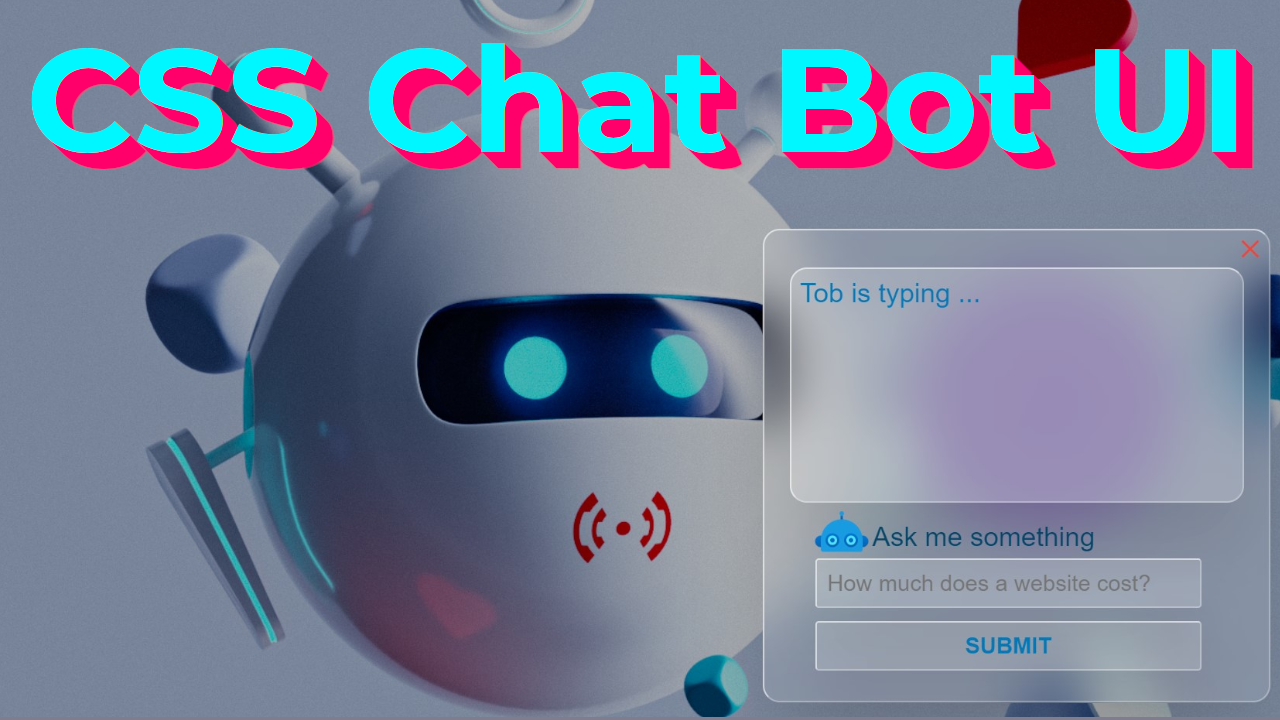 CSS Chat Bot UI
Tob is typing ...
Ask me something
How much does a website cost?
SUBMIT